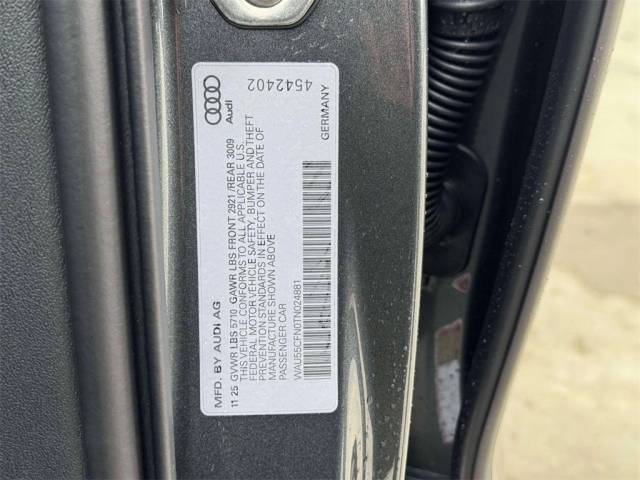 MFD. BY AUDI AG
Audi
11 25 GVWR LBS 5710 GAWR LBS FRONT 2921 /REAR 3009
THIS VEHICLE CONFORMS TO ALL APPLICABLE U.S.
FEDERAL MOTOR VEHICLE SAFETY, BUMPER AND THEFT
PREVENTION STANDARDS IN EFFECT ON THE DATE OF
MANUFACTURE SHOWN ABOVE
PASSENGER CAR
4542402
WAU55CFN0TN024881
GERMANY